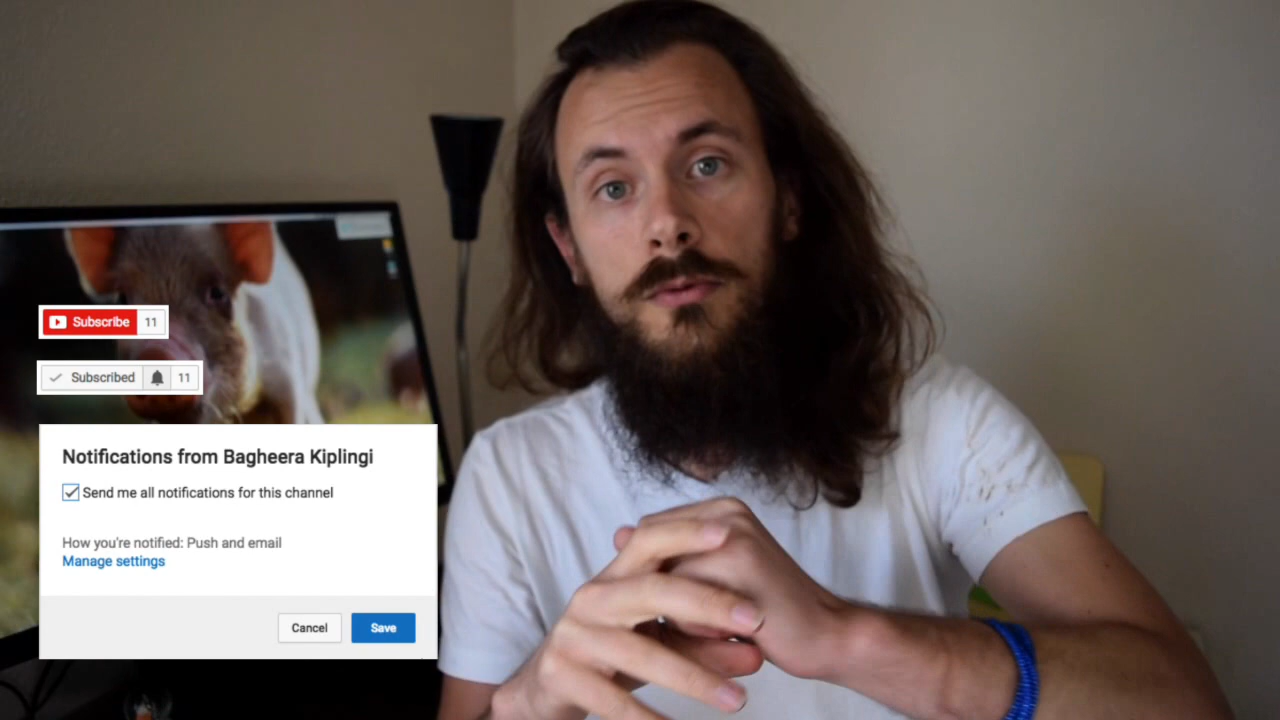 Subscribe 11
Subscribed 11
Notifications from Bagheera Kiplingi
Send me all notifications for this channel
How you're notified: Push and email
Manage settings
Cancel Save